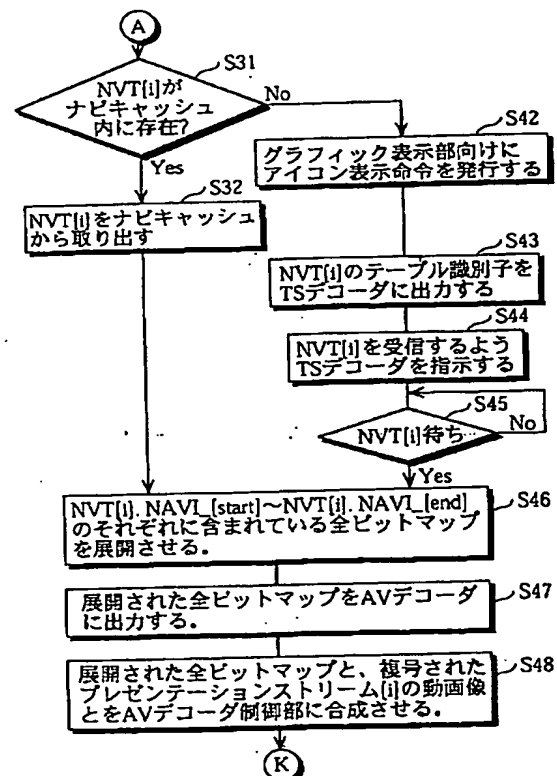 A
S31
NVT[i]が
ナビキャッシュ
内に存在?
No
Yes
S42
グラフィック表示部向けに
アイコン表示命令を発行する
S32
NVT[i]をナビキャッシュ
から取り出す
S43
NVT[i]のテーブル識別子を
TSデコーダに出力する
S44
NVT[i]を受信するよう
TSデコーダを指示する
S45
NVT[i]待ち…
No
Yes
S46
NVT[i]. NAVI_[start]~NVT[i]. NAVI_[end]
のそれぞれに含まれている全ビットマップ
を展開させる。
S47
展開された全ビットマップをAVデコーダ
に出力する。
S48
展開された全ビットマップと、複号された
プレゼンテーションストリーム[i]の動画像
とをAVデコーダ制御部に合成させる。
K